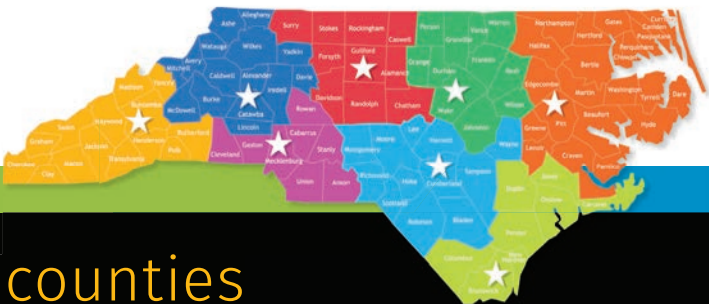 Ashe Alleghany Surry Stokes Rockingham Caswell Person Vance Warren Northampton Gates
Granville Halifax Hertford Perquimans
Watauga Wilkes Yadkin Forsyth Guilford Alamance Orange Durham Franklin Nash Edgecombe Bertie
Avery Mitchell Caldwell Alexander Iredell Davie Davidson Randolph Chatham Wake Wilson Martin Washington Tyrrell Dare
Madison Yancey McDowell Burke Catawba Rowan Johnston Greene Pitt Beaufort Hyde
Buncombe Haywood Swain Rutherford Lincoln Cabarrus Lee Harnett Wayne Lenoir Craven Pamlico
Graham Jackson Henderson Polk Cleveland Gaston Mecklenburg Stanly Montgomery Moore
Cherokee Clay Macon Transylvania Union Anson Richmond Hoke Cumberland Sampson Duplin Jones Onslow Carteret
Scotland Robeson Bladen Pender
Columbus New Hanover
Brunswick
counties